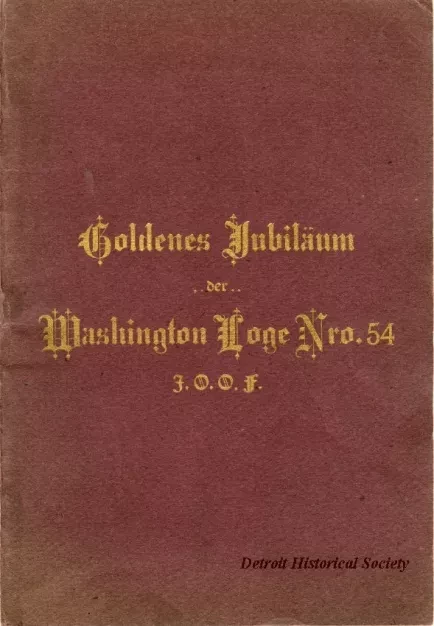 Goldenes Jubiläum
..der..
Washington Loge Nro. 54
J.O.O.F.
Detroit Historical Society